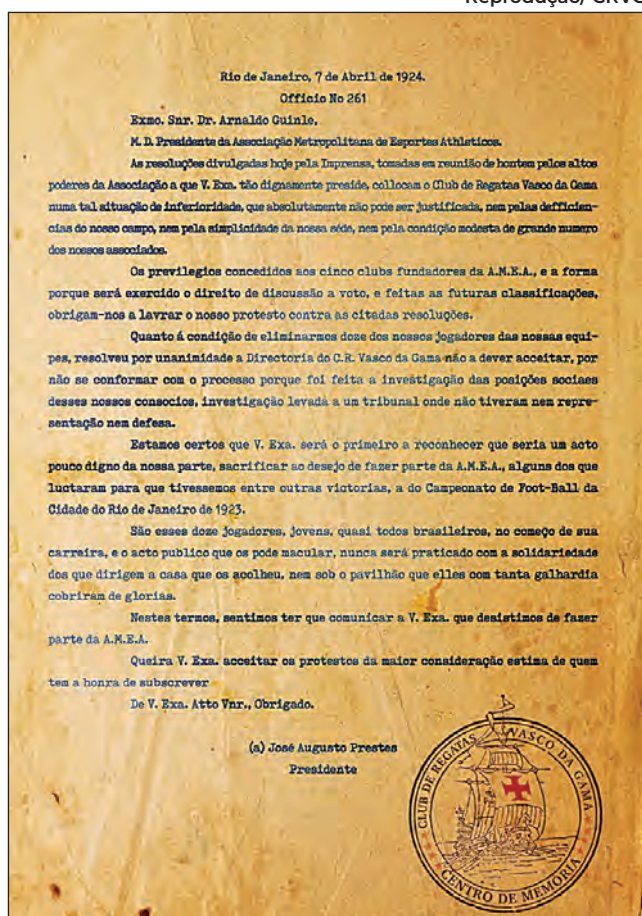 Reprodução/ CRVG
Rio de Janeiro, 7 de Abril de 1924.
Officio No 261
Exmo. Snr. Dr. Arnaldo Guinle,
M. D. Presidente da Associação Metropolitana de Esportes Athleticos.
As resoluções divulgadas hoje pela Imprensa, tomadas em reunião de hontem pelos altos
poderes da Associação a que V. Exa. tão dignamente preside, collocam o Club de Regatas Vasco da Gama
numa tal situação de inferioridade, que absolutamente não pode ser justificada, nem pelas defficien-
cias do nosso campo, nem pela simplicidade da nossa séde, nem pela condição modesta de grande numero
dos nossos associados.
Os previlegios concedidos aos cinco clubs fundadores da A.M.E.A., e a forma
porque será exercido o direito de discussão a voto, e feitas as futuras classificações,
obrigam-nos a lavrar o nosso protesto contra as citadas resoluções.
Quanto á condição de eliminarmos doze dos nossos jogadores das nossas equi-
pes, resolveu por unanimidade a Directoria do C.R. Vasco da Gama não a dever acceitar, por
não se conformar com o processo porque foi feita a investigação das posições sociaes
desses nossos consocios, investigação levada a um tribunal onde não tiveram nem repre-
sentação nem defesa.
Estamos certos que V. Exa. será o primeiro a reconhecer que seria um acto
pouco digno da nossa parte, sacrificar ao desejo de fazer parte da A.M.E.A., alguns dos que
luctaram para que tivessemos entre outras victorias, a do Campeonato de Foot-Ball da
Cidade do Rio de Janeiro de 1923.
São esses doze jogadores, jovens, quasi todos brasileiros, no começo de sua
carreira, e o acto publico que os pode macular, nunca será praticado com a solidariedade
dos que dirigem a casa que os acolheu, nem sob o pavilhão que elles com tanta galhardia
cobriram de glorias.
Nestes termos, sentimos ter que comunicar a V. Exa. que desistimos de fazer
parte da A.M.E.A.
Queira V. Exa. acceitar os protestos da maior consideração estima de quem
tem a honra de subscrever
De V. Exa. Atto Vnr., Obrigado.
(a) José Augusto Prestes
Presidente
CLUB DE REGATAS VASCO DA GAMA
CENTRO DE MEMÓRIA